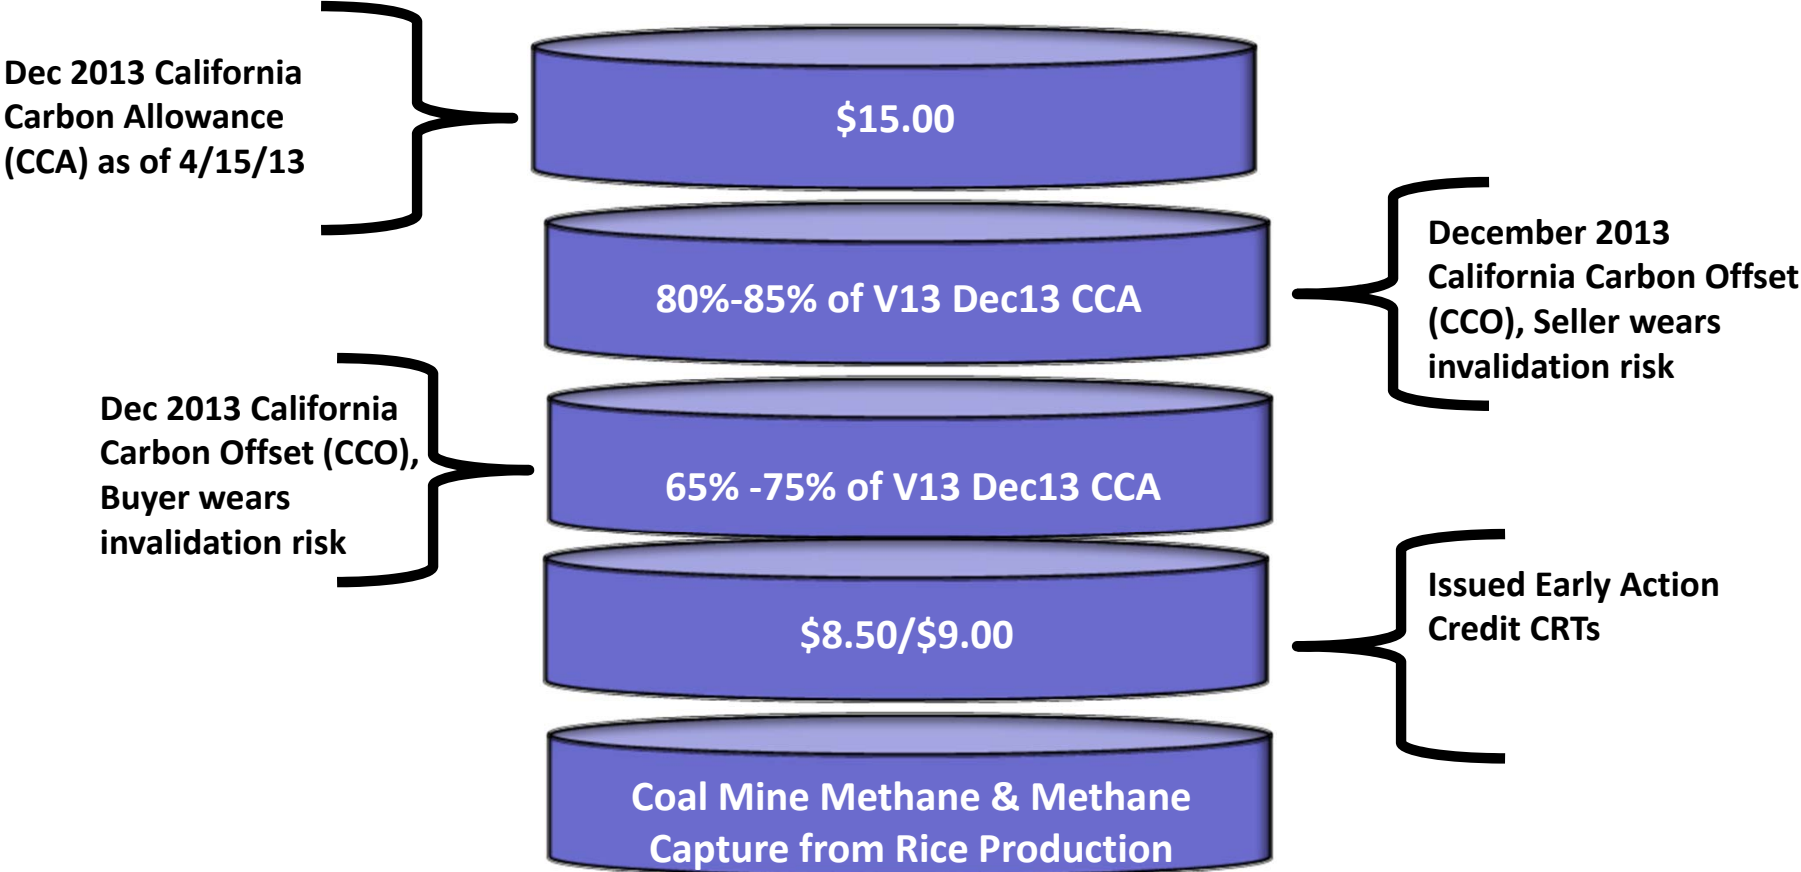 Dec 2013 California
Carbon Allowance
(CCA) as of 4/15/13
$15.00
80%-85% of V13 Dec13 CCA
December 2013
California Carbon Offset
(CCO), Seller wears
invalidation risk
Dec 2013 California
Carbon Offset (CCO),
Buyer wears
invalidation risk
65% -75% of V13 Dec13 CCA
$8.50/$9.00
Issued Early Action
Credit CRTs
Coal Mine Methane & Methane
Capture from Rice Production